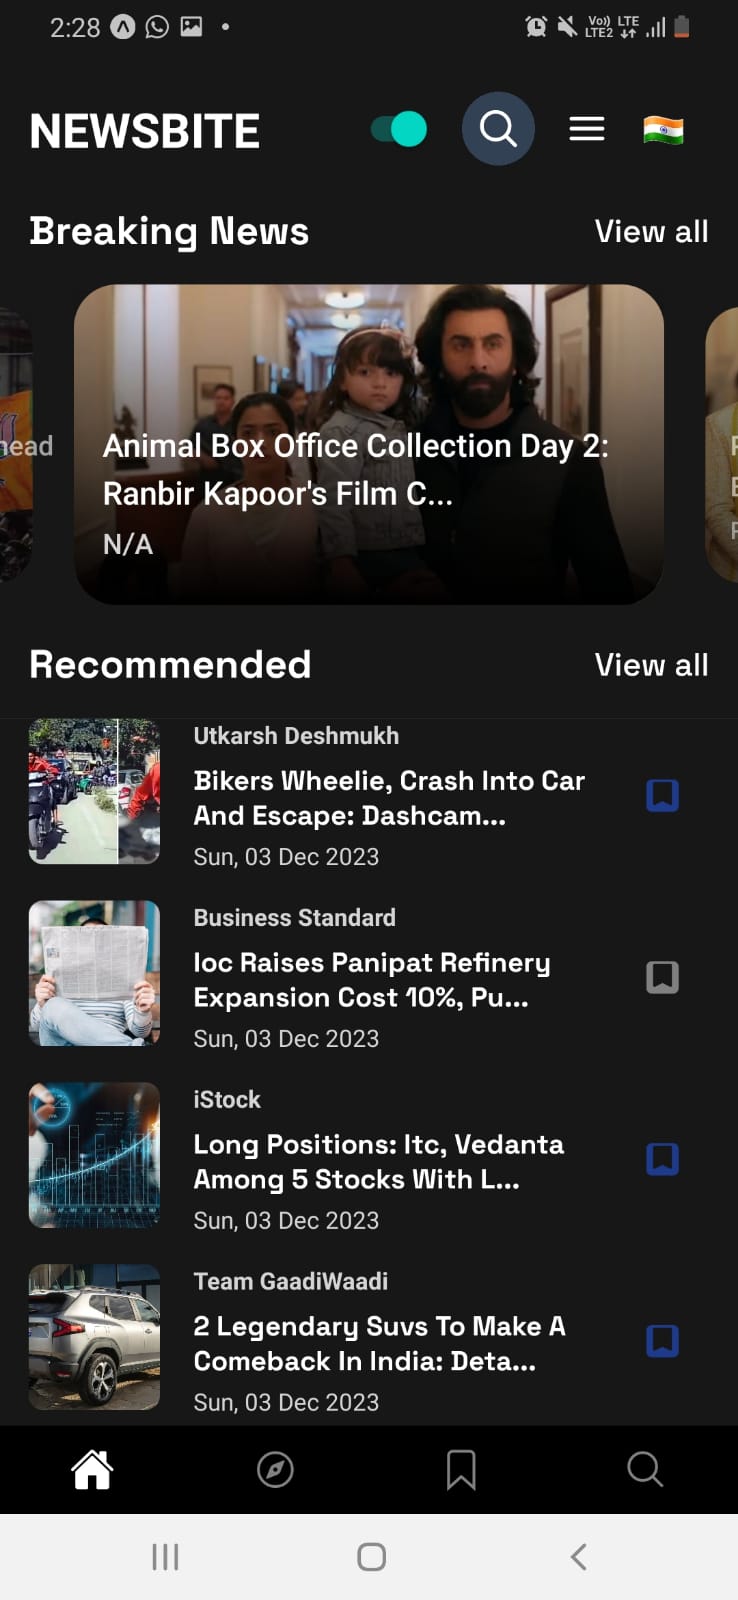 2:28
Vo)) LTE
LTE2
NEWSBITE
Breaking News View all
head
Animal Box Office Collection Day 2:
Ranbir Kapoor's Film C...
N/A
Recommended View all
Utkarsh Deshmukh
Bikers Wheelie, Crash Into Car
And Escape: Dashcam...
Sun, 03 Dec 2023
Business Standard
Ioc Raises Panipat Refinery
Expansion Cost 10%, Pu...
Sun, 03 Dec 2023
iStock
Long Positions: Itc, Vedanta
Among 5 Stocks With L...
Sun, 03 Dec 2023
Team GaadiWaadi
2 Legendary Suvs To Make A
Comeback In India: Deta...
Sun, 03 Dec 2023